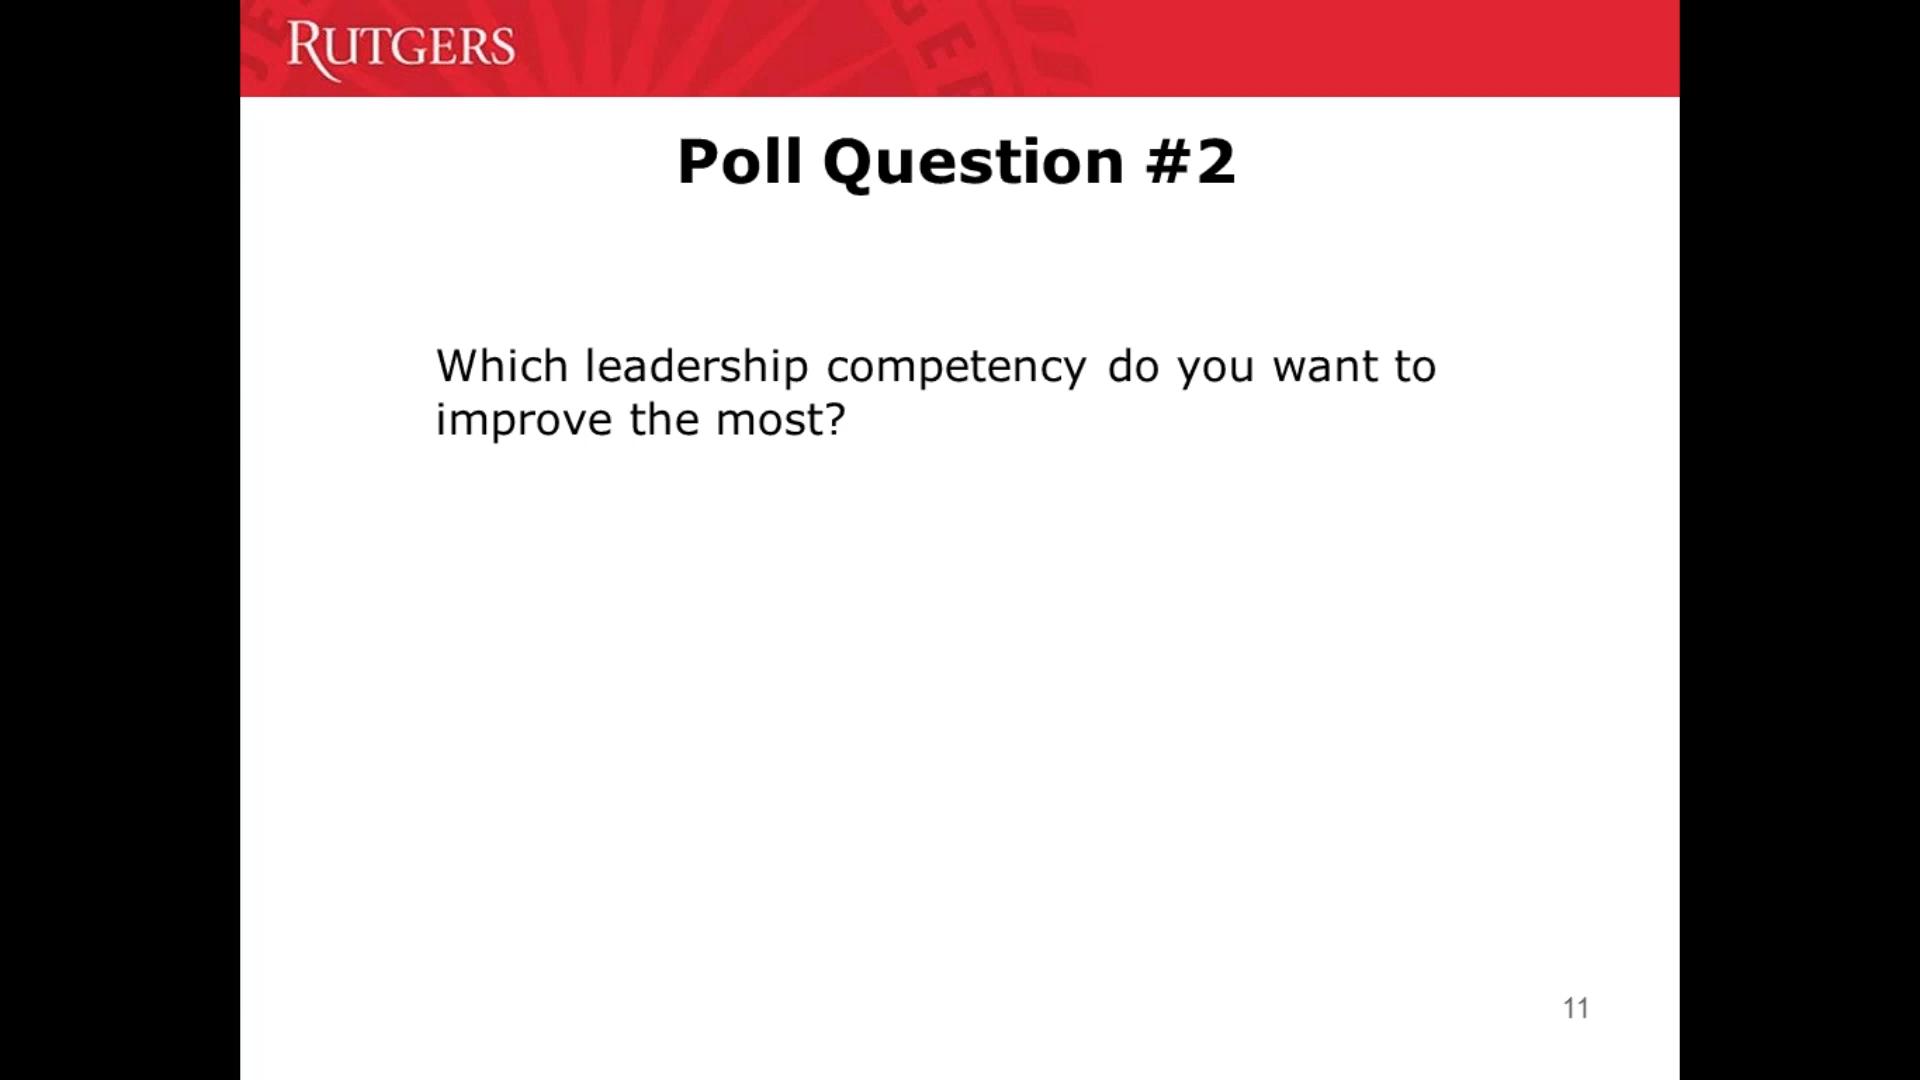 RUTGERS
Poll Question #2
Which leadership competency do you want to
improve the most?
11